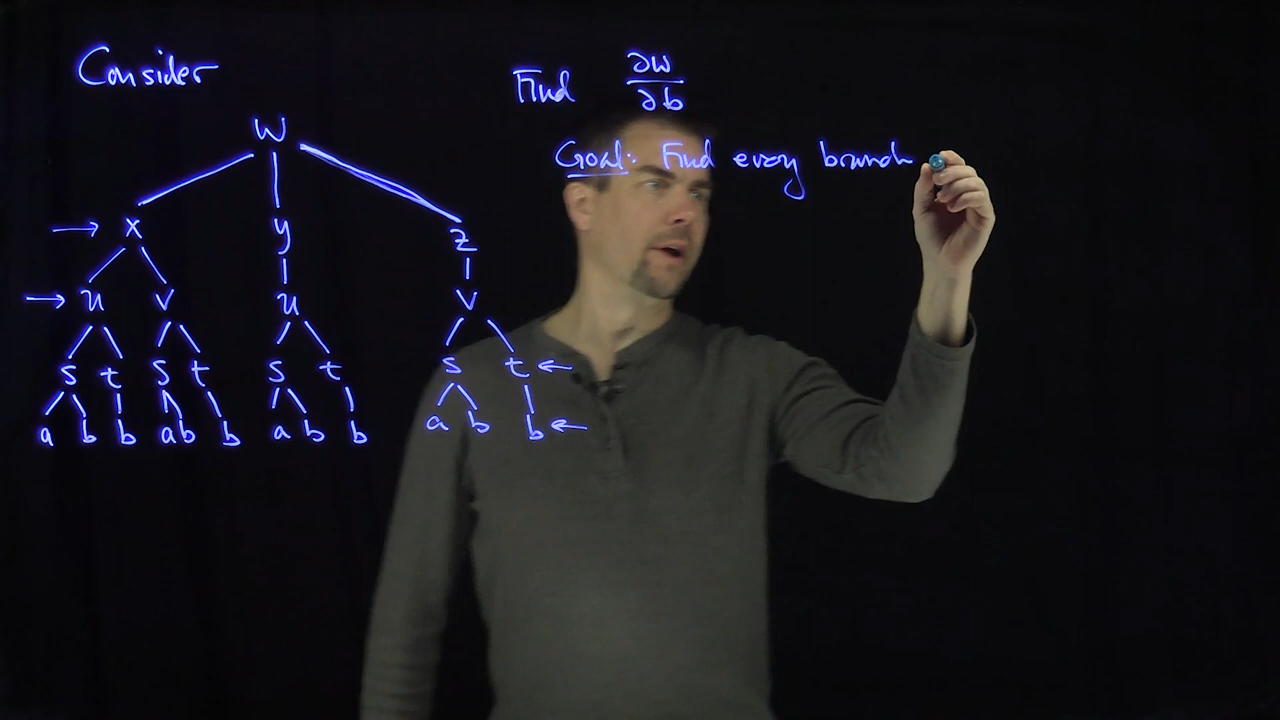 Consider
Find ∂w/∂b
Goal: Find every branch
w
x y z
u v u v
s t s t s t s t
a b b a b b a b b a b b